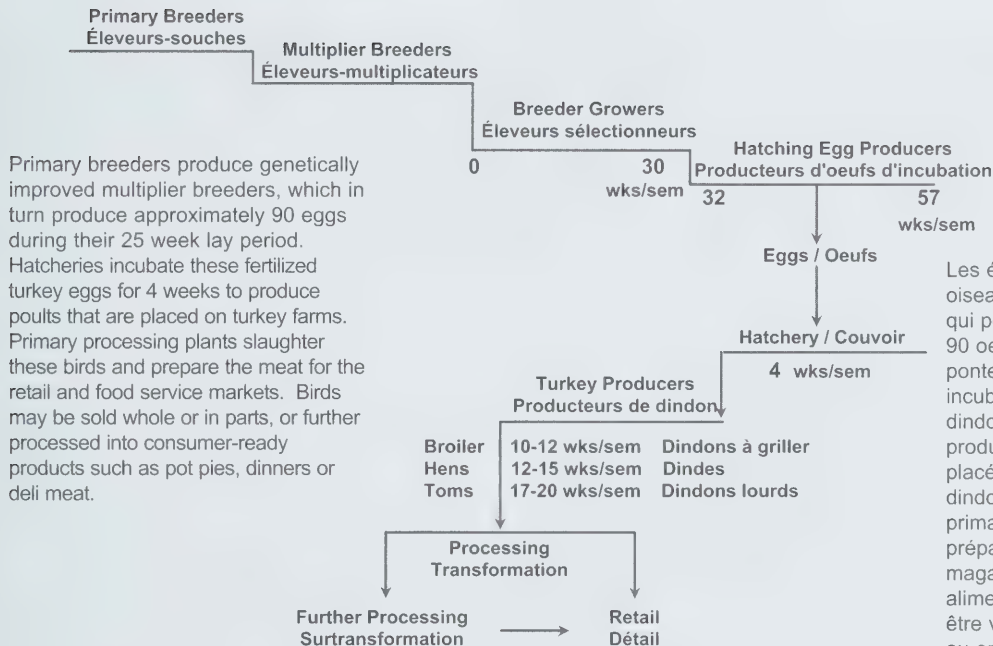 Primary Breeders
Éleveurs-souches
Multiplier Breeders
Éleveurs-multiplicateurs
Breeder Growers
Éleveurs sélectionneurs
0 30
wks/sem
Hatching Egg Producers
Producteurs d'oeufs d'incubation
32 57
wks/sem
Primary breeders produce genetically
improved multiplier breeders, which in
turn produce approximately 90 eggs
during their 25 week lay period.
Hatcheries incubate these fertilized
turkey eggs for 4 weeks to produce
poults that are placed on turkey farms.
Primary processing plants slaughter
these birds and prepare the meat for the
retail and food service markets. Birds
may be sold whole or in parts, or further
processed into consumer-ready
products such as pot pies, dinners or
deli meat.
Eggs / Oeufs
Hatchery / Couvoir
4 wks/sem
Turkey Producers
Producteurs de dindon
Broiler 10-12 wks/sem Dindons à griller
Hens 12-15 wks/sem Dindes
Toms 17-20 wks/sem Dindons lourds
Processing
Transformation
Further Processing
Surtransformation
Retail
Détail
Les é
oisea
qui p
90 oe
ponte
incub
dindo
produ
placé
dindo
prima
prépa
maga
alime
être v